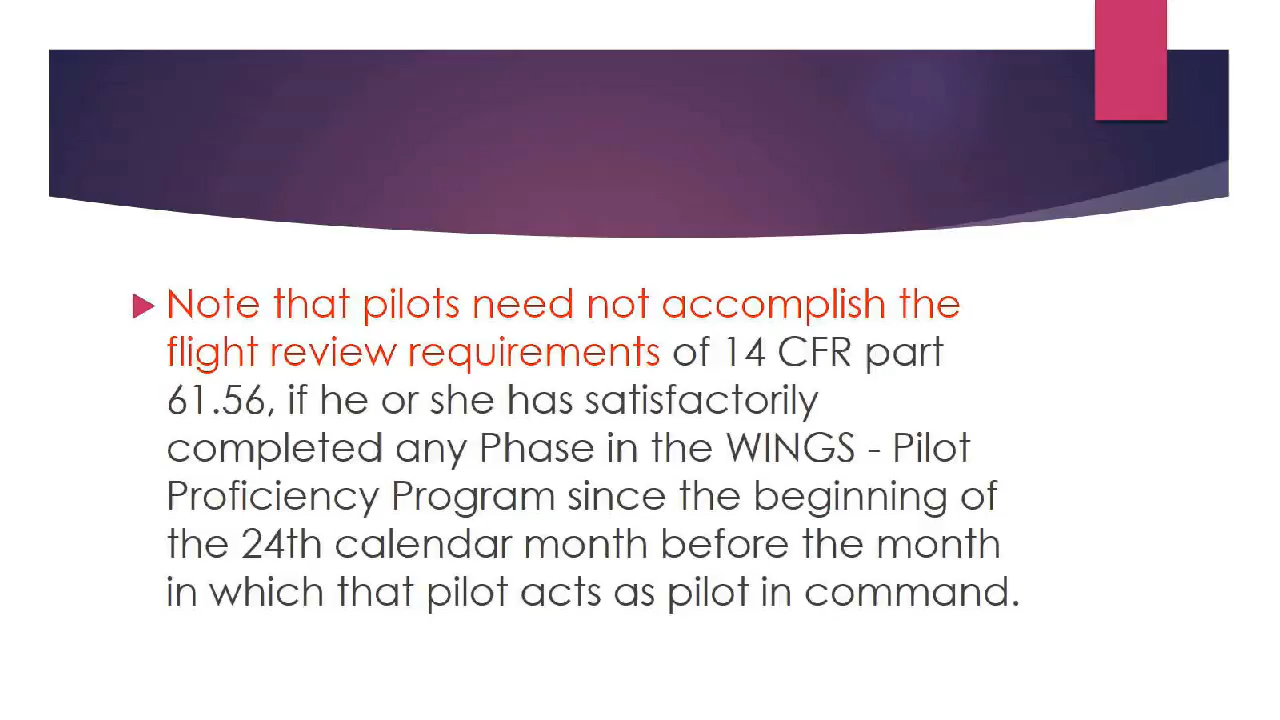 Note that pilots need not accomplish the
flight review requirements of 14 CFR part
61.56, if he or she has satisfactorily
completed any Phase in the WINGS - Pilot
Proficiency Program since the beginning of
the 24th calendar month before the month
in which that pilot acts as pilot in command.